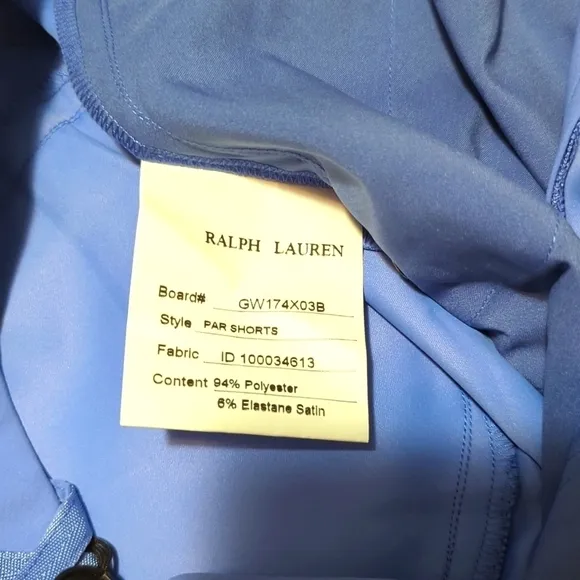 RALPH LAUREN
Board# GW174X03B
Style PAR SHORTS
Fabric ID 100034613
Content 94% Polyester
6% Elastane Satin